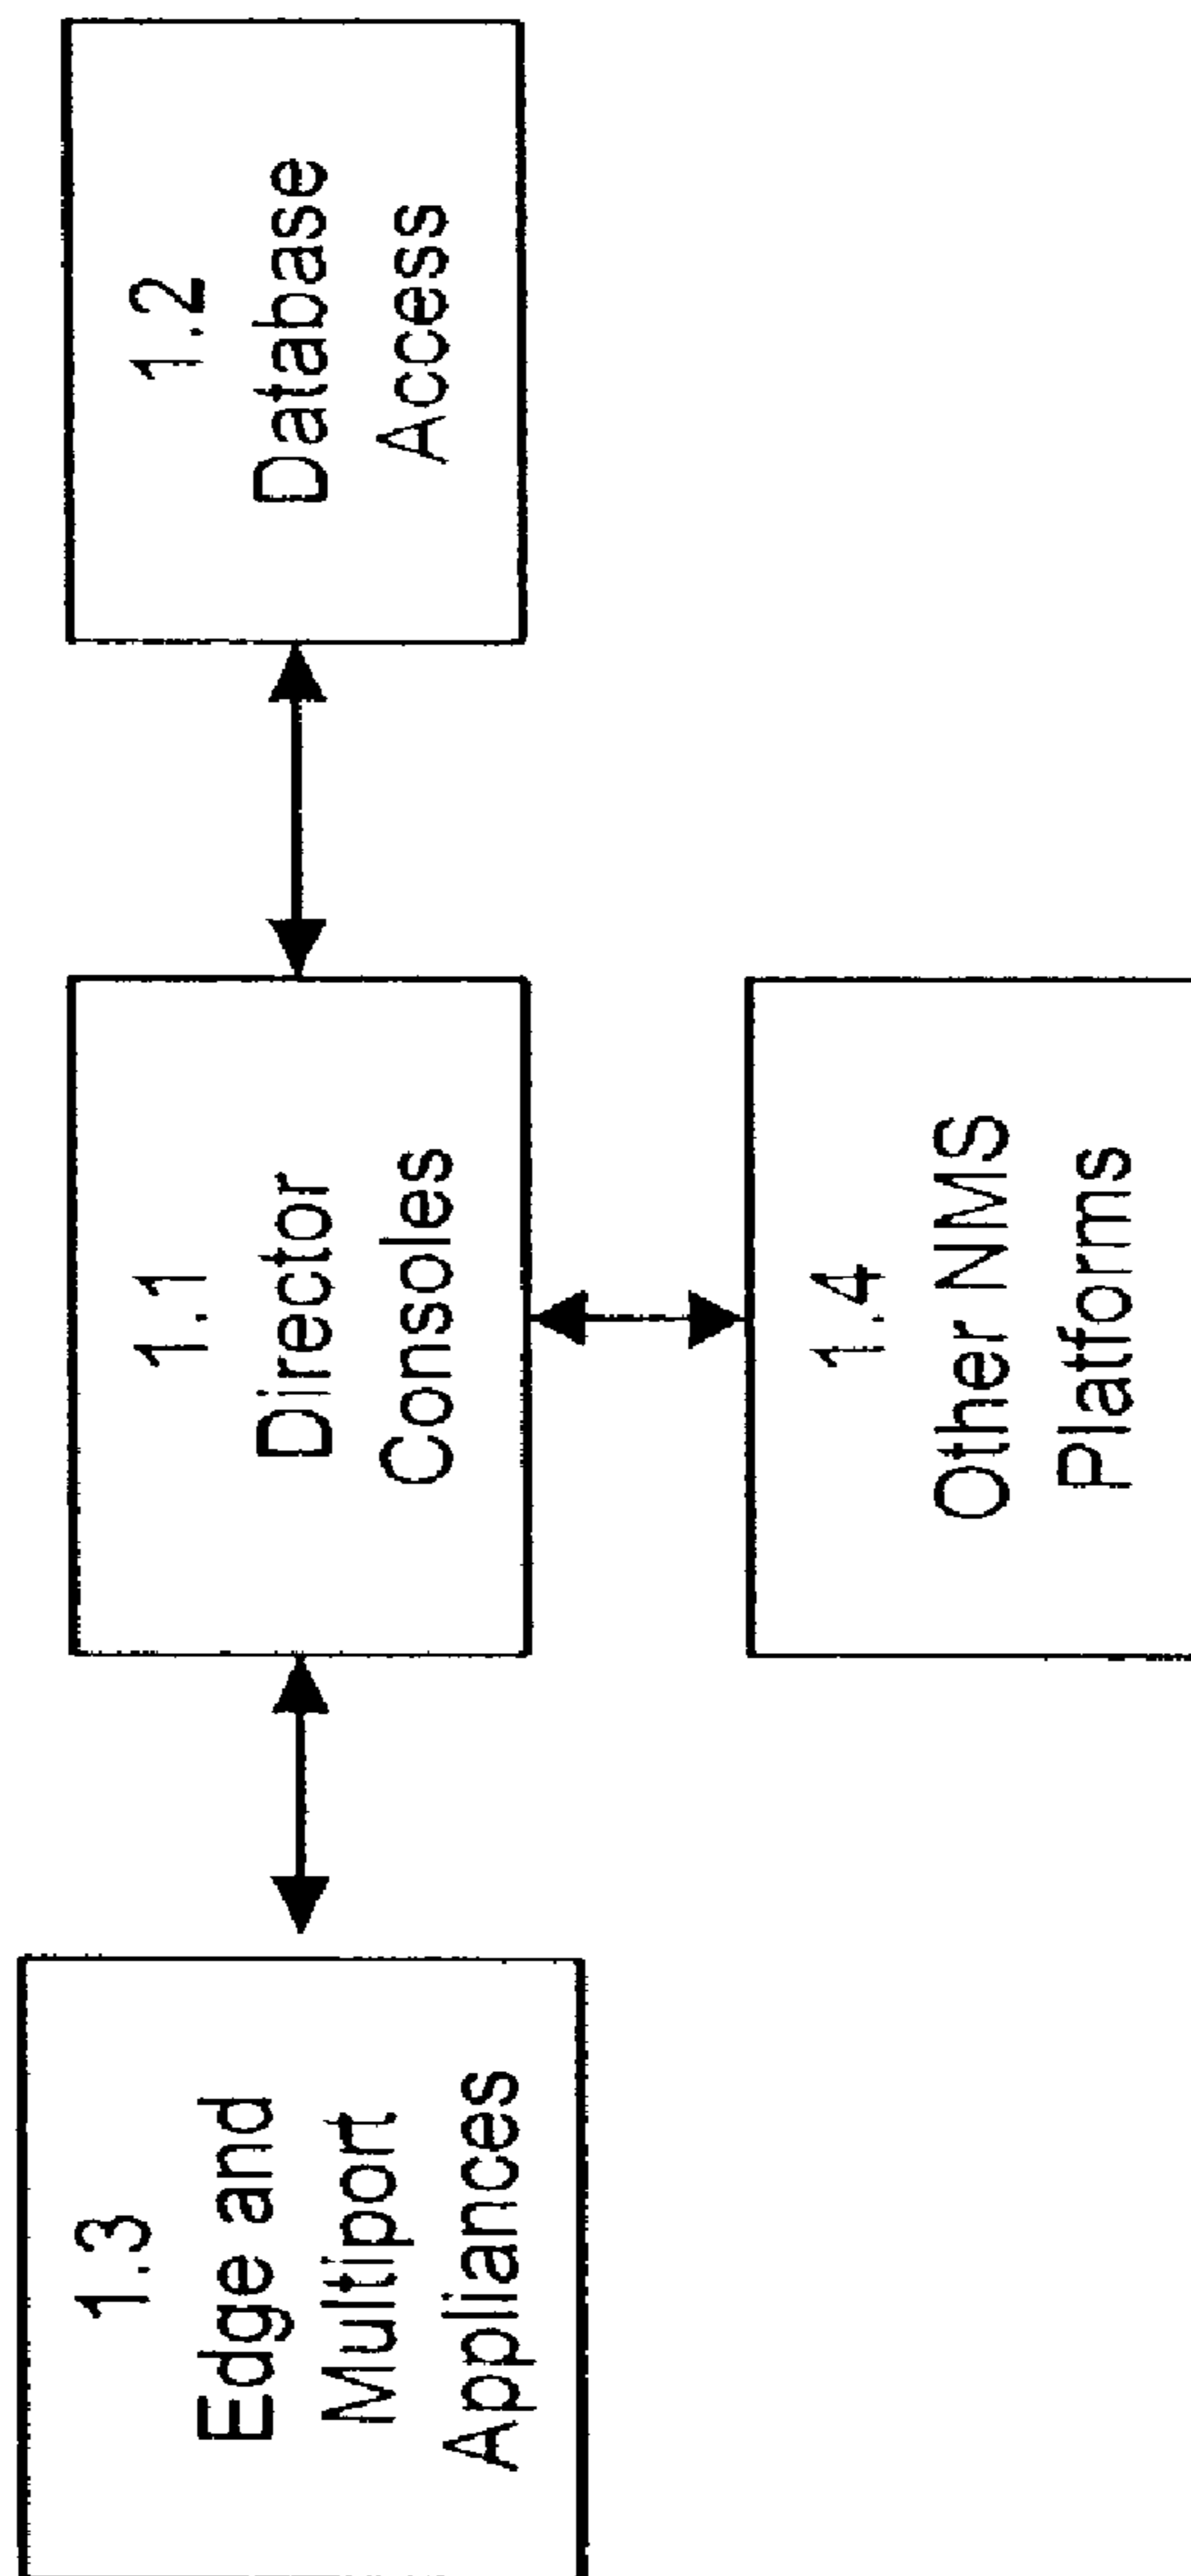 1.3
Edge and
Multiport
Appliances
1.1
Director
Consoles
1.2
Database
Access
1.4
Other NMS
Platforms